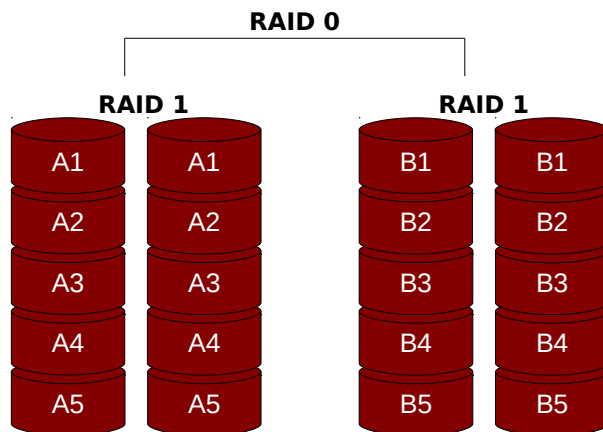 RAID 0
RAID 1 RAID 1
A1 A1 B1 B1
A2 A2 B2 B2
A3 A3 B3 B3
A4 A4 B4 B4
A5 A5 B5 B5